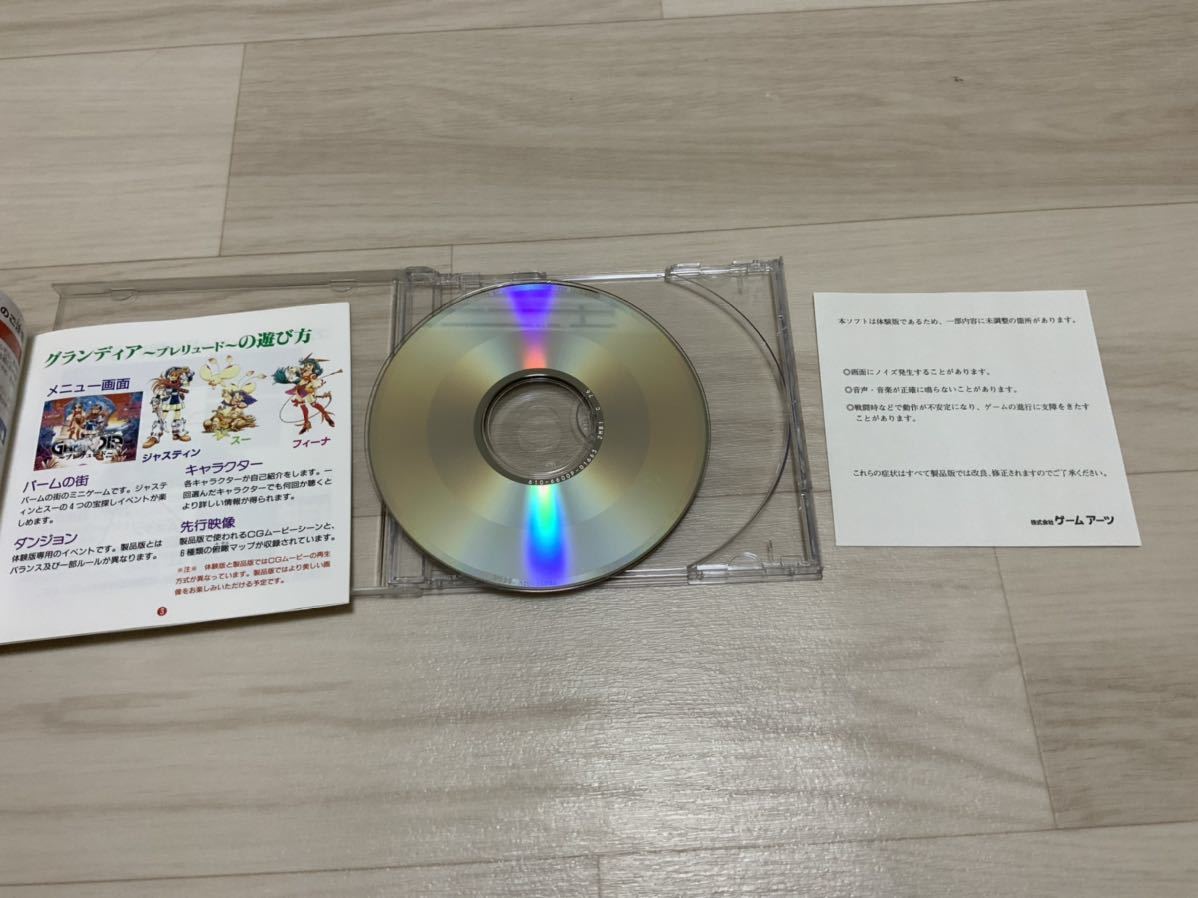 のご注
グランディア～プレリュード～の遊び方
メニュー画面
GRANDIA
～プレリュード～
ジャスティン
スー
フィーナ
パームの街
パームの街のミニゲームです。ジャステ
ィンとスーの4つの宝探しイベントが楽
しめます。
ダンジョン
体験版専用のイベントです。製品版とは
バランス及び一部ルールが異なります。
キャラクター
各キャラクターが自己紹介をします。一
回選んだキャラクターでも何回か聴くと
より詳しい情報が得られます。
先行映像
製品版で使われるCGムービーシーンと、
6種類の俯瞰マップが収録されています。
※注※ 体験版と製品版ではCGムービーの再生
方式が異なっています。製品版ではより美しい画
像をお楽しみいただける予定です。
3
610-6600P-01665 2MB1
本ソフトは体験版であるため、一部内容に未調整の箇所があります。
◎画面にノイズ発生することがあります。
◎音声・音楽が正確に鳴らないことがあります。
◎戦闘時などで動作が不安定になり、ゲームの進行に支障をきたす
ことがあります。
これらの症状はすべて製品版では改良、修正されますのでご了承ください。
株式会社 ゲーム アーツ